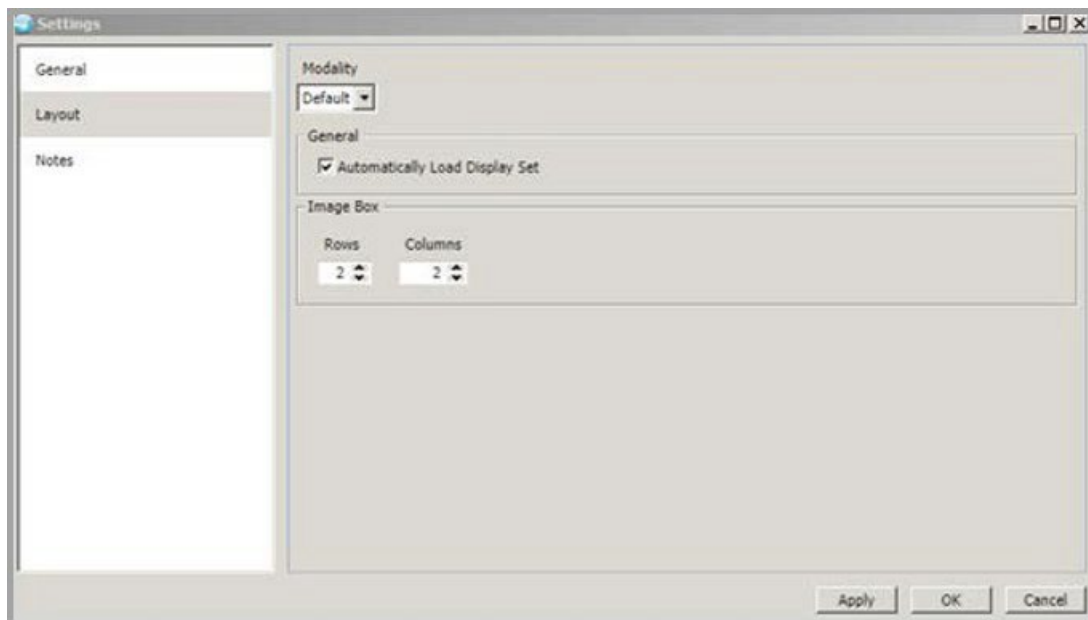 Settings
General
Layout
Notes
Modality
Default
General
Automatically Load Display Set
Image Box
Rows Columns
2 2
Apply OK Cancel